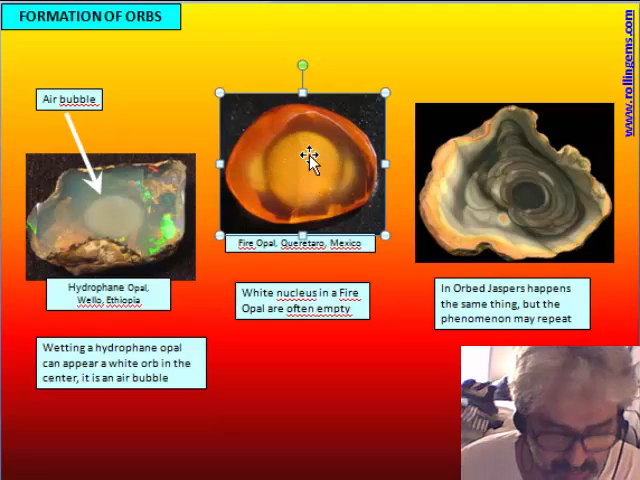 FORMATION OF ORBS
www.rollingems.com
Air bubble
Hydrophane Opal,
Wello, Ethiopia
Fire Opal, Querétaro, Mexico
White nucleus in a Fire
Opal are often empty
In Orbed Jaspers happens
the same thing, but the
phenomenon may repeat
Wetting a hydrophane opal
can appear a white orb in the
center, it is an air bubble